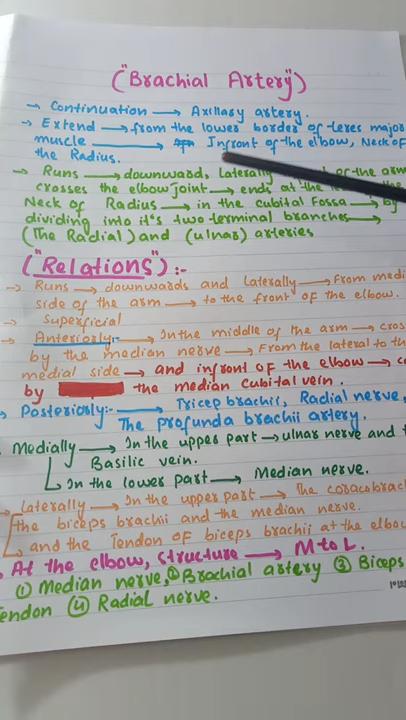 ("Brachial Artery")
→ Continuation → Axillary artery.
→ Extend → from the lower border of teres major
muscle → Infront of the elbow, Neck of
the Radius.
→ Runs → downward, Laterally of the arm
crosses the elbow joint → ends at the the
Neck of Radius → in the cubital fossa → by
dividing into it's two terminal branches →
(The Radial) and (ulnar) arteries
("Relations") :-
→ Runs → downwards and Laterally → From medi
side of the arm → to the front of the elbow.
→ Superficial
→ Anteriorly:- → In the middle of the arm → cros
by the median nerve → From the lateral to th
medial side → and infront of the elbow → c
by the median cubital vein.
Posteriorly:- → Tricep brachii, Radial nerve,
The profunda brachii artery.
Medially → In the upper part → ulnar nerve and t
Basilic vein.
↳ In the lower part → Median nerve.
Laterally → In the upper part → The coracobrac
the biceps brachii and the median nerve.
→ and the Tendon of biceps brachii at the elbow
At the elbow, structure → M to L.
① Median nerve, ② Brachial artery ③ Biceps
Tendon ④ Radial nerve.